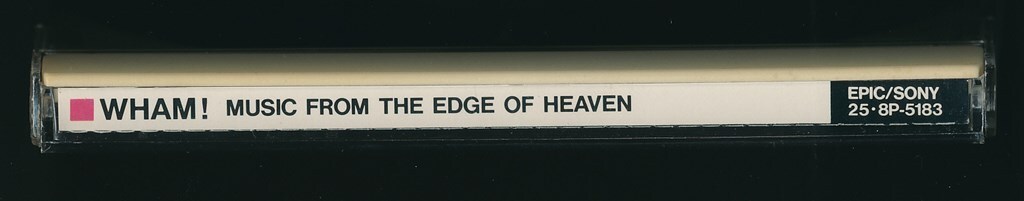 WHAM! MUSIC FROM THE EDGE OF HEAVEN
EPIC/SONY
25•8P-5183